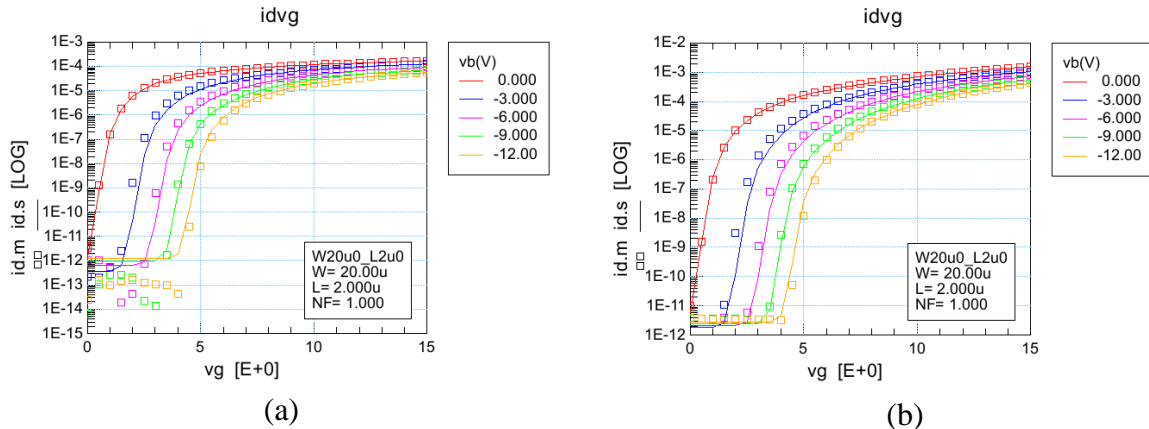 idvg
1E-3
1E-4
1E-5
1E-6
1E-7
1E-8
1E-9
1E-10
1E-11
1E-12
1E-13
1E-14
1E-15
id.m id.s [LOG]
0 5 10 15
vg [E+0]
W20u0_L2u0
W= 20.00u
L= 2.000u
NF= 1.000
vb(V)
0.000
-3.000
-6.000
-9.000
-12.00
(a)
idvg
1E-2
1E-3
1E-4
1E-5
1E-6
1E-7
1E-8
1E-9
1E-10
1E-11
1E-12
id.m id.s [LOG]
0 5 10 15
vg [E+0]
W20u0_L2u0
W= 20.00u
L= 2.000u
NF= 1.000
vb(V)
0.000
-3.000
-6.000
-9.000
-12.00
(b)